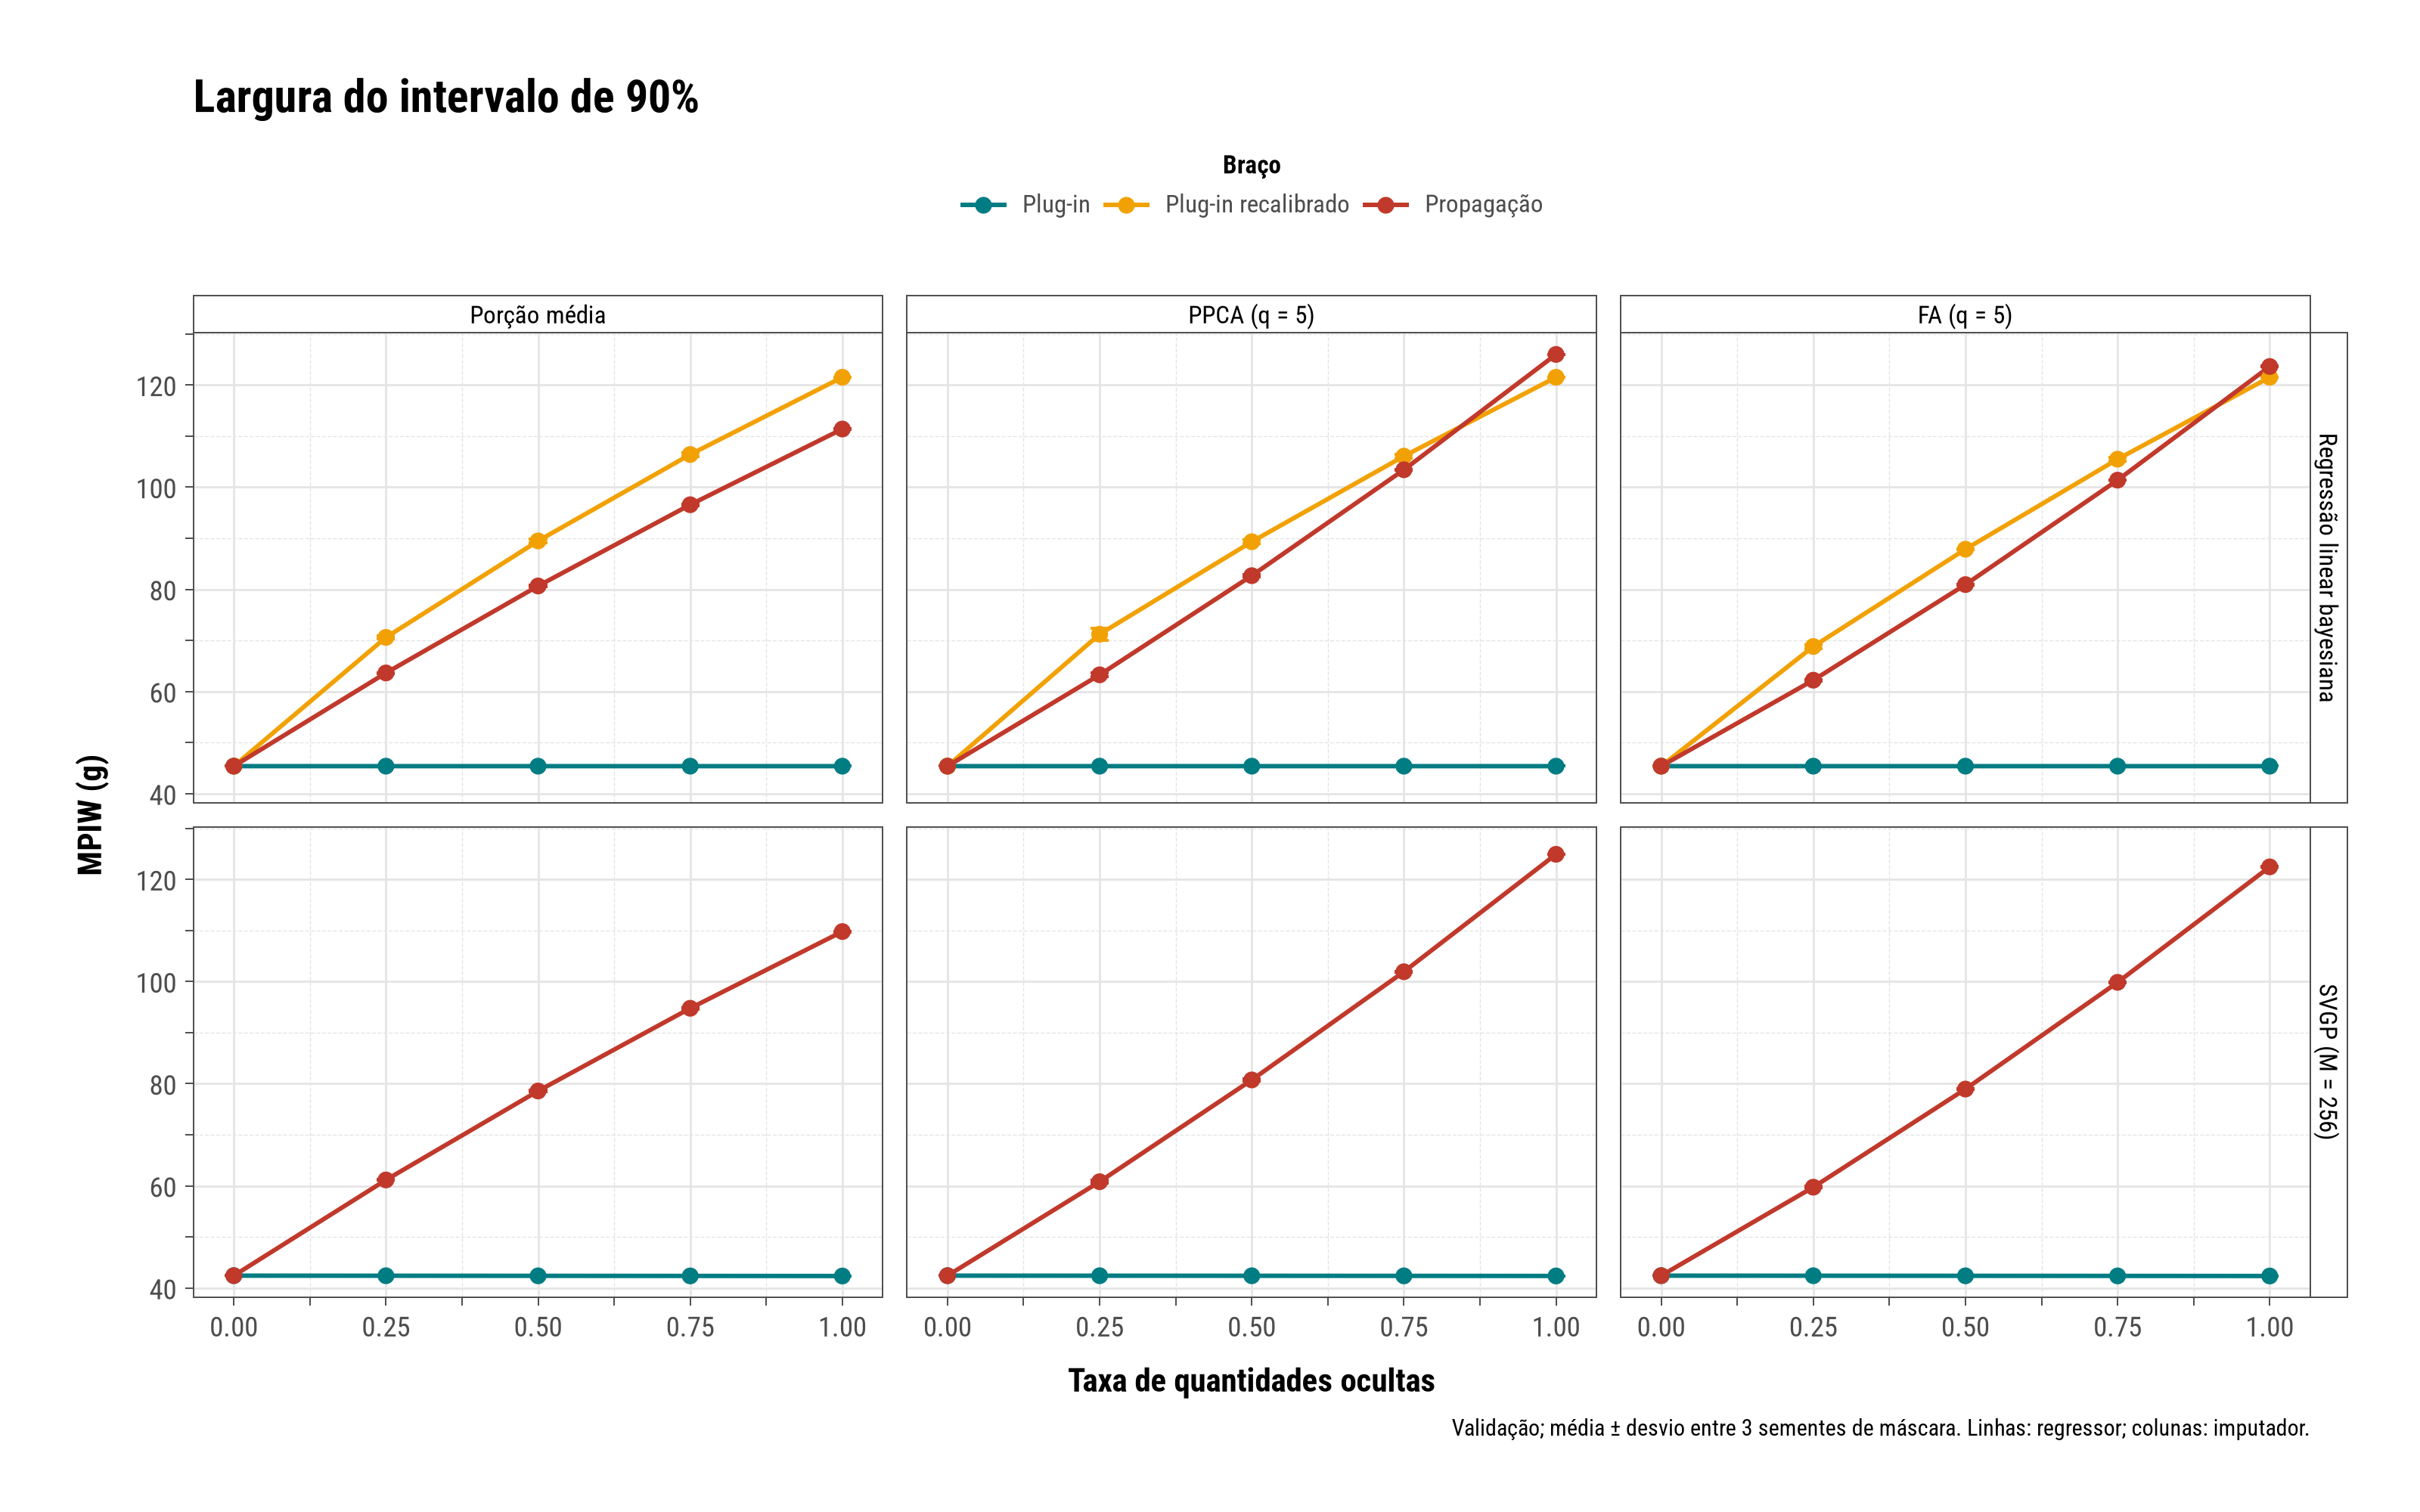 Largura do intervalo de 90%
Braço
Plug-in Plug-in recalibrado Propagação
Porção média PPCA (q = 5) FA (q = 5)
120
100
80
60
40
Regressão linear bayesiana
MPIW (g)
120
100
80
60
40
SVGP (M = 256)
0.00 0.25 0.50 0.75 1.00 0.00 0.25 0.50 0.75 1.00 0.00 0.25 0.50 0.75 1.00
Taxa de quantidades ocultas
Validação; média ± desvio entre 3 sementes de máscara. Linhas: regressor; colunas: imputador.